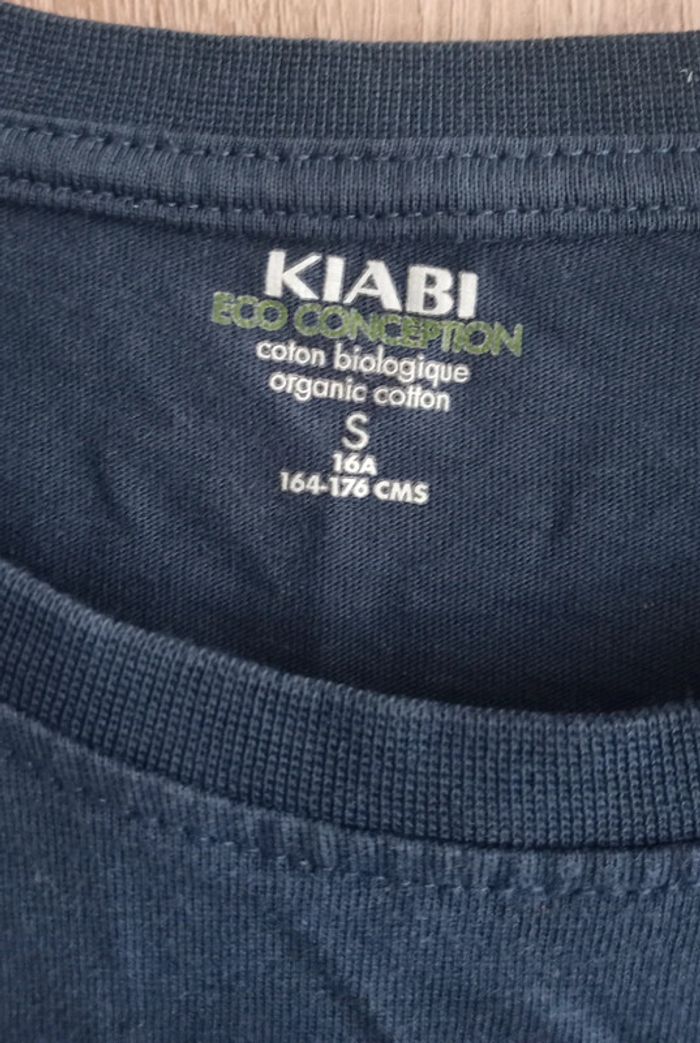 KIABI
ECO CONCEPTION
coton biologique
organic cotton
S
16A
164-176 CMS